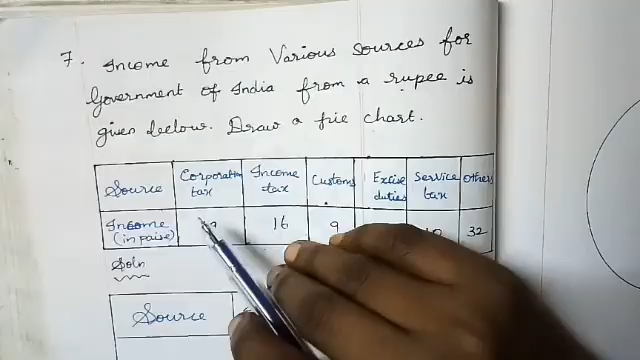 7. Income from Various sources for
Government of India from a rupee is
given below. Draw a pie chart.
Source Corporation tax Income tax Customs Excise duties Service tax Others
Income (in paise) 16 9 32
Soln
Source